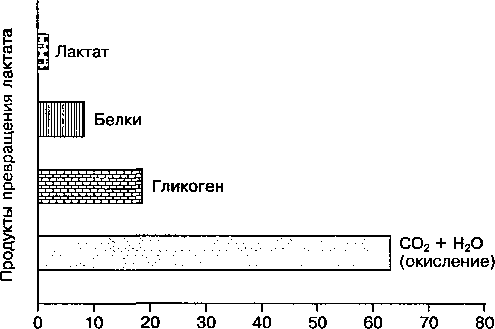 Продукты превращения лактата
Лактат
Белки
Гликоген
CO₂ + H₂O
(окисление)
0 10 20 30 40 50 60 70 80